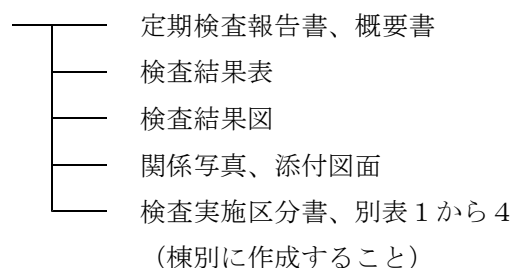 定期検査報告書、概要書
検査結果表
検査結果図
関係写真、添付図面
検査実施区分書、別表１から４
（棟別に作成すること）